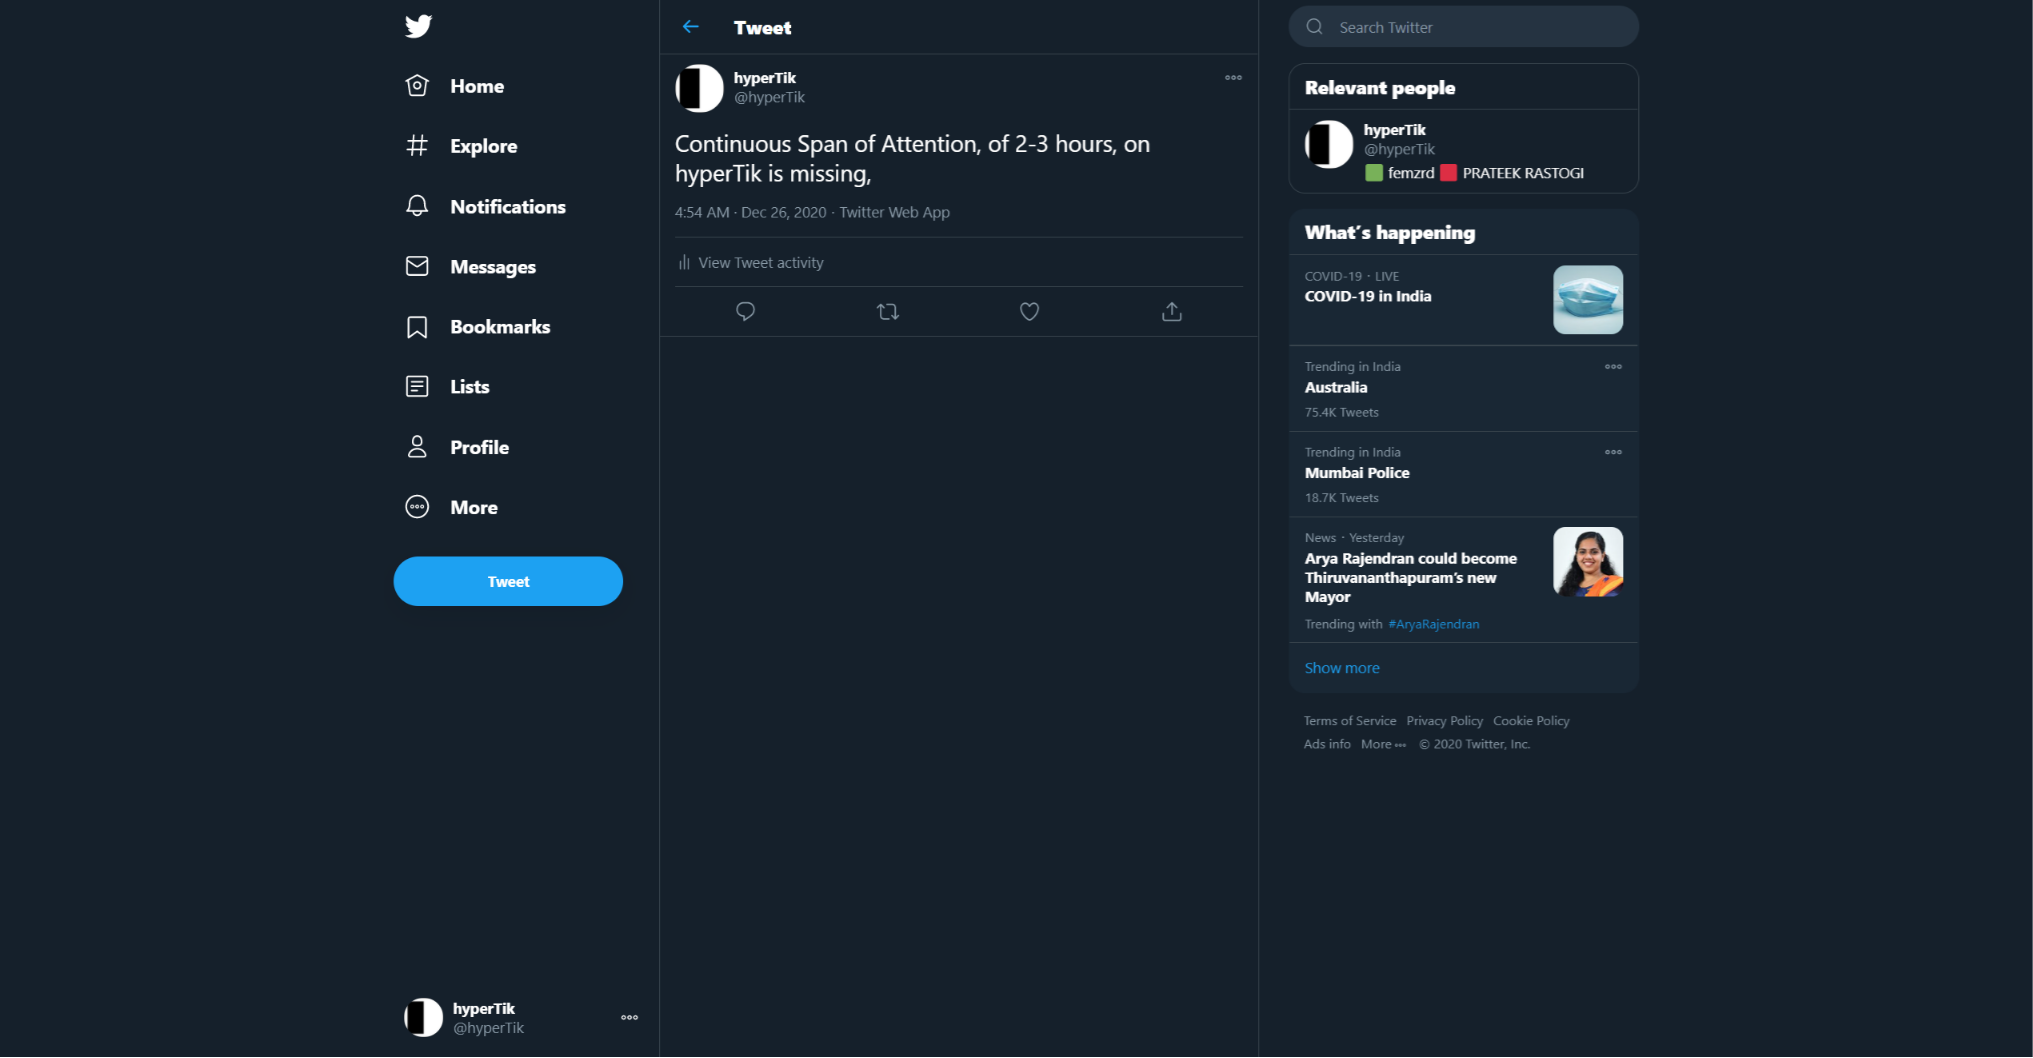 Home
Explore
Notifications
Messages
Bookmarks
Lists
Profile
More
Tweet
hyperTik
@hyperTik
Tweet
hyperTik
@hyperTik
Continuous Span of Attention, of 2-3 hours, on
hyperTik is missing,
4:54 AM · Dec 26, 2020 · Twitter Web App
View Tweet activity
Search Twitter
Relevant people
hyperTik
@hyperTik
🟩 femzrd 🟥 PRATEEK RASTOGI
What's happening
COVID-19 · LIVE
COVID-19 in India
Trending in India
Australia
75.4K Tweets
Trending in India
Mumbai Police
18.7K Tweets
News · Yesterday
Arya Rajendran could become
Thiruvananthapuram's new
Mayor
Trending with #AryaRajendran
Show more
Terms of Service Privacy Policy Cookie Policy
Ads info More ••• © 2020 Twitter, Inc.